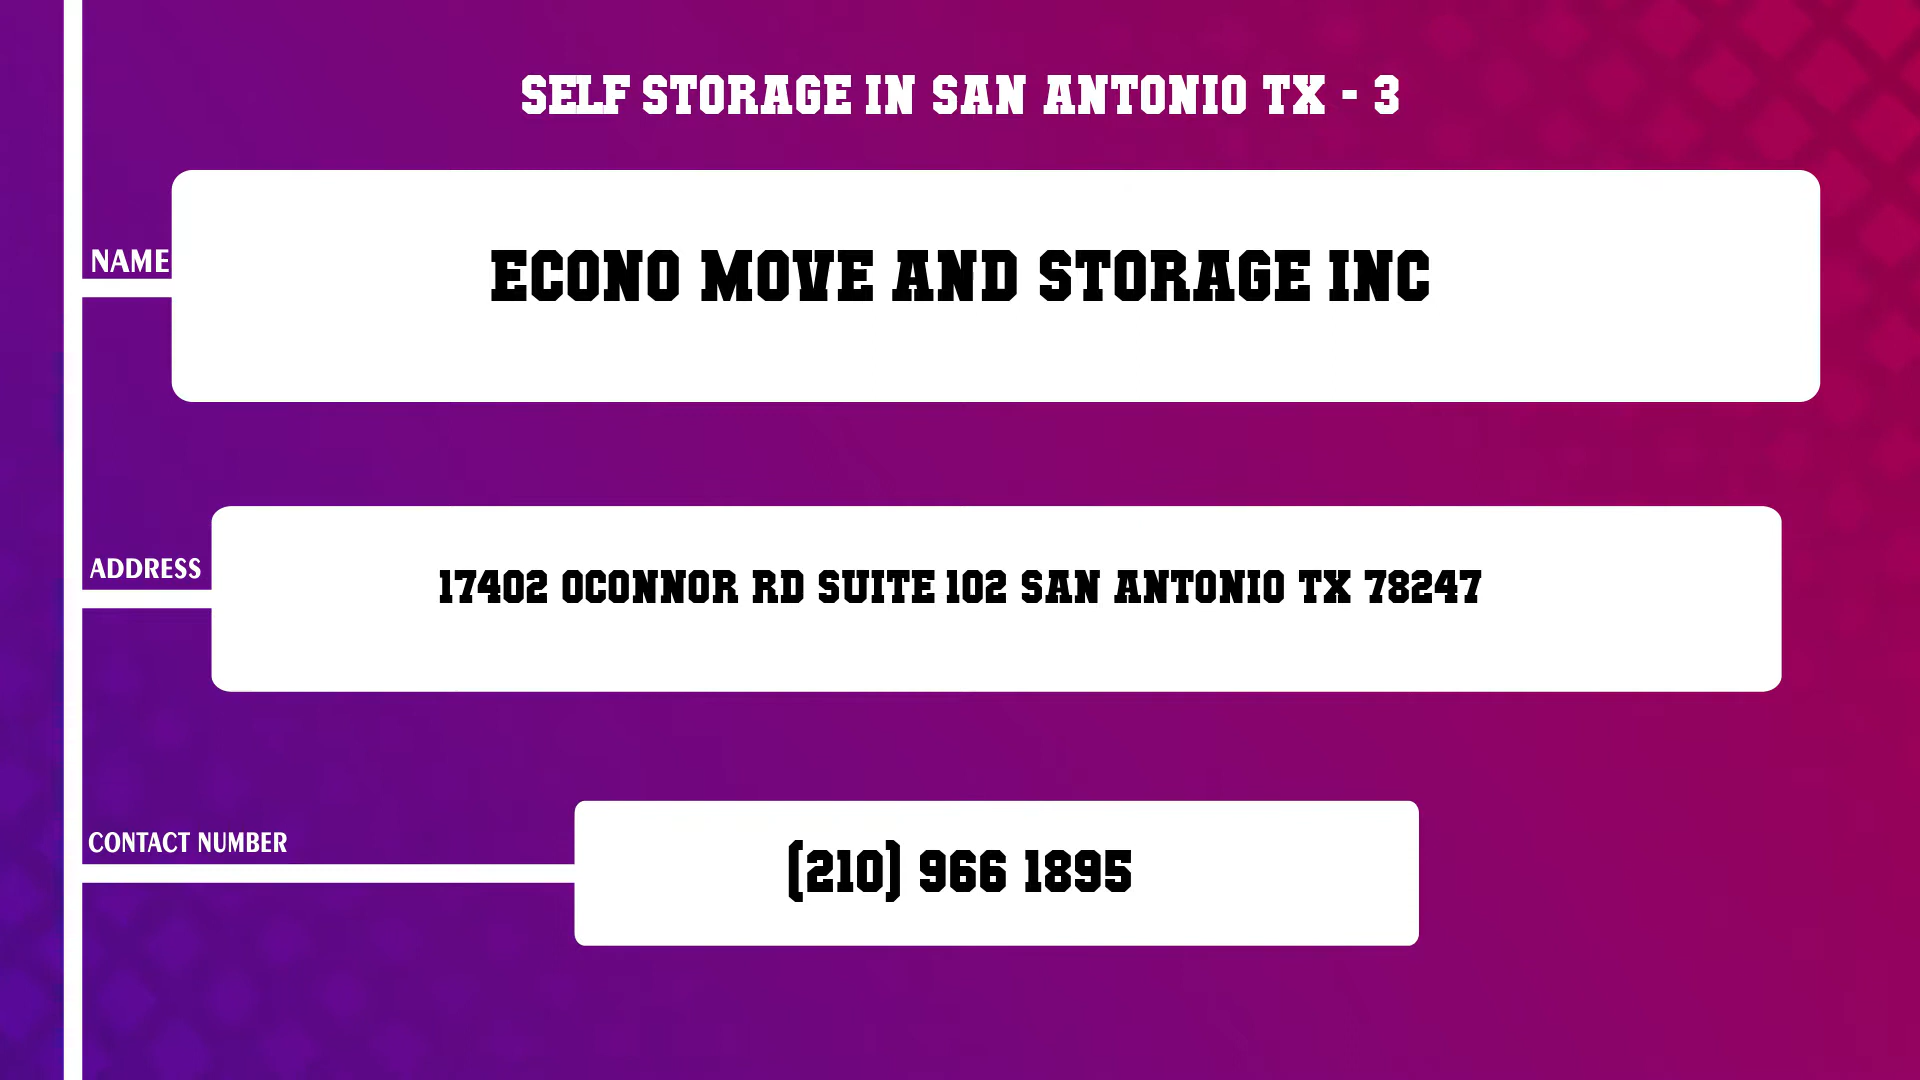 SELF STORAGE IN SAN ANTONIO TX - 3
NAME
ECONO MOVE AND STORAGE INC
ADDRESS
17402 OCONNOR RD SUITE 102 SAN ANTONIO TX 78247
CONTACT NUMBER
(210) 966 1895